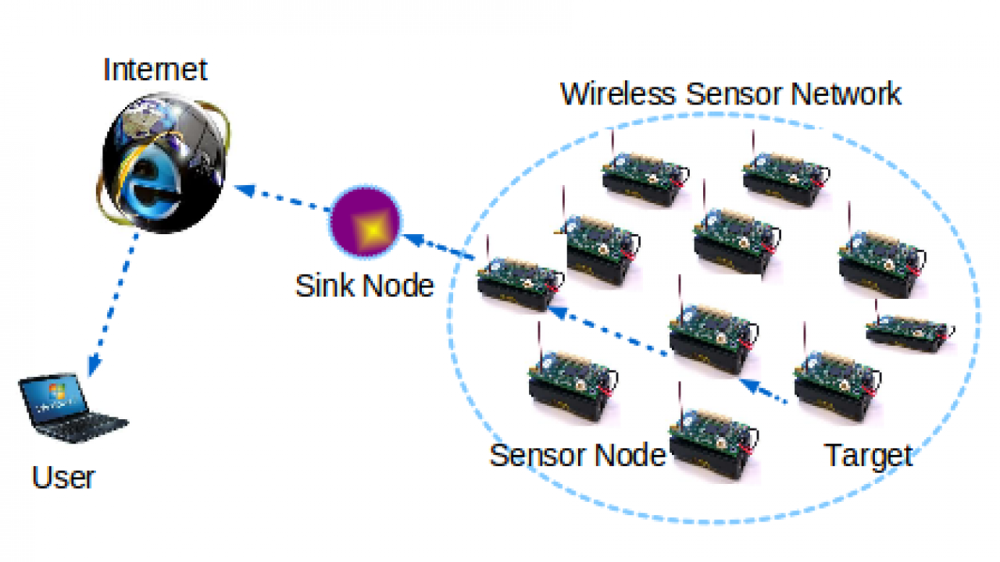 Internet
Wireless Sensor Network
Sink Node
Sensor Node
Target
User